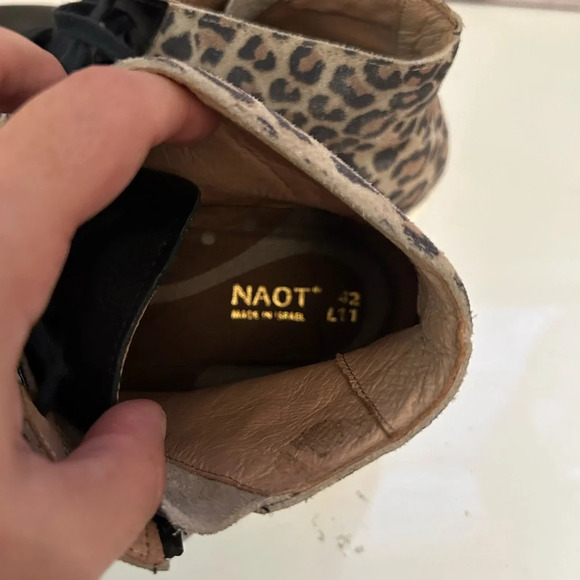 NAOT+ 42
MADE IN ISRAEL L11